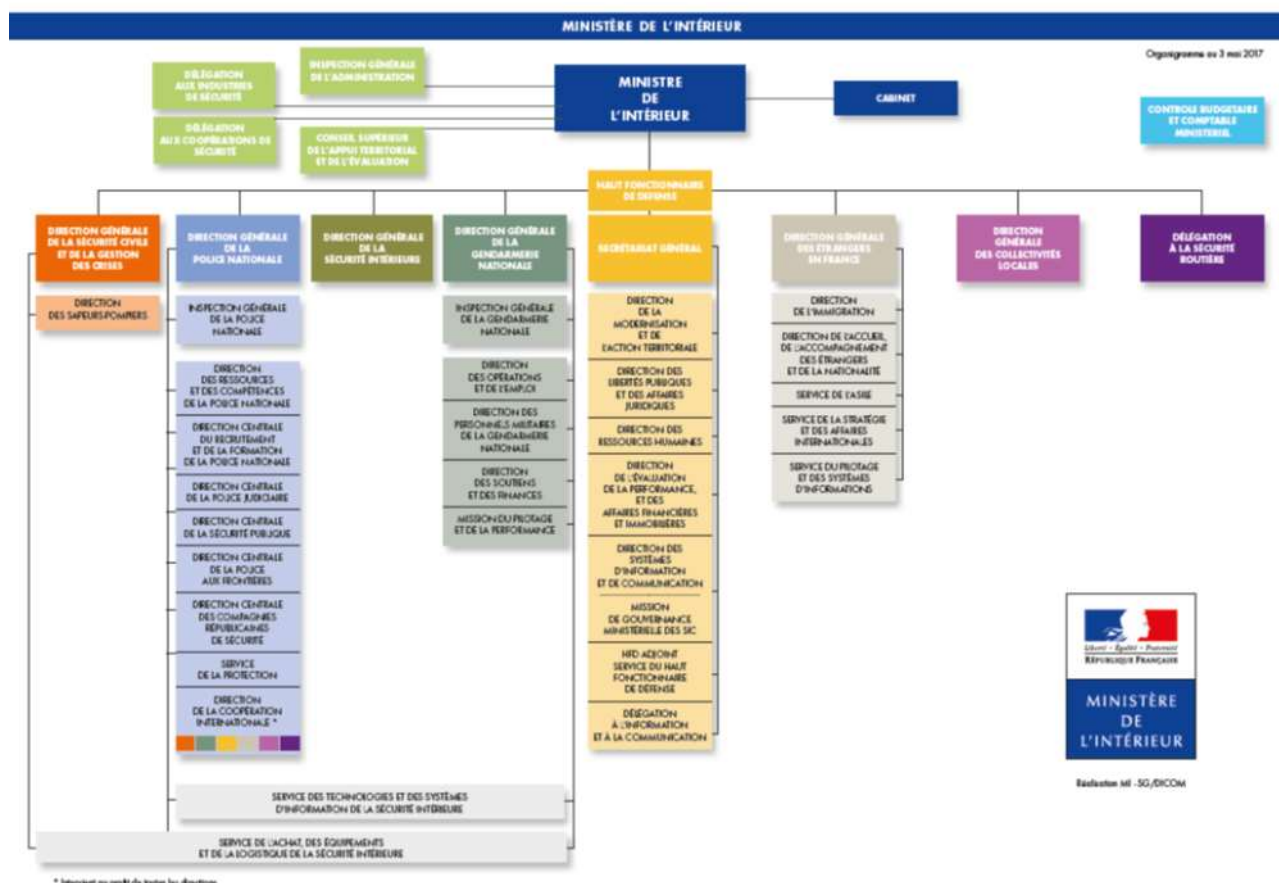 MINISTÈRE DE L'INTÉRIEUR
Organigramme au 3 mai 2017
DÉLÉGATION
AUX INDUSTRIES
DE SÉCURITÉ
INSPECTION GÉNÉRALE
DE L'ADMINISTRATION
MINISTRE
DE
L'INTÉRIEUR
CABINET
CONTROLE BUDGETAIRE
ET COMPTABLE
MINISTERIEL
DÉLÉGATION
AUX COOPÉRATIONS DE
SÉCURITÉ
CONSEIL SUPÉRIEUR
DE L'APPUI TERRITORIAL
ET DE L'ÉVALUATION
HAUT FONCTIONNAIRE
DE DEFENSE
DIRECTION GÉNÉRALE
DE LA SÉCURITÉ CIVILE
ET DE LA GESTION
DES CRISES
DIRECTION GÉNÉRALE
DE LA
POLICE NATIONALE
DIRECTION GÉNÉRALE
DE LA
SÉCURITÉ INTÉRIEURE
DIRECTION GÉNÉRALE
DE LA
GENDARMERIE
NATIONALE
SECRÉTARIAT GÉNÉRAL
DIRECTION GÉNÉRALE
DES ÉTRANGERS
EN FRANCE
DIRECTION
GÉNÉRALE
DES COLLECTIVITÉS
LOCALES
DÉLÉGATION
À LA SÉCURITÉ
ROUTIÈRE
DIRECTION
DES SAPEURS-POMPIERS
INSPECTION GÉNÉRALE
DE LA POLICE
NATIONALE
DIRECTION
DES RESSOURCES
ET DES COMPÉTENCES
DE LA POLICE NATIONALE
DIRECTION CENTRALE
DU RECRUTEMENT
ET DE LA FORMATION
DE LA POLICE NATIONALE
DIRECTION CENTRALE
DE LA POLICE JUDICIAIRE
DIRECTION CENTRALE
DE LA SÉCURITÉ PUBLIQUE
DIRECTION CENTRALE
DE LA POLICE
AUX FRONTIÈRES
DIRECTION CENTRALE
DES COMPAGNIES
RÉPUBLICAINES
DE SÉCURITÉ
SERVICE
DE LA PROTECTION
DIRECTION
DE LA COOPÉRATION
INTERNATIONALE *
INSPECTION GÉNÉRALE
DE LA GENDARMERIE
NATIONALE
DIRECTION
DES OPÉRATIONS
ET DE L'EMPLOI
DIRECTION DES
PERSONNELS MILITAIRES
DE LA GENDARMERIE
NATIONALE
DIRECTION
DES SOUTIENS
ET DES FINANCES
MISSION DU PILOTAGE
ET DE LA PERFORMANCE
DIRECTION
DE LA
MODERNISATION
ET DE
L'ACTION TERRITORIALE
DIRECTION DES
LIBERTÉS PUBLIQUES
ET DES AFFAIRES
JURIDIQUES
DIRECTION DES
RESSOURCES HUMAINES
DIRECTION
DE L'ÉVALUATION
DE LA PERFORMANCE,
ET DES
AFFAIRES FINANCIÈRES
ET IMMOBILIÈRES
DIRECTION DES
SYSTÈMES
D'INFORMATION
ET DE COMMUNICATION
MISSION
DE GOUVERNANCE
MINISTÉRIELLE DES SIC
HFD ADJOINT
SERVICE DU HAUT
FONCTIONNAIRE
DE DÉFENSE
DÉLÉGATION
À L'INFORMATION
ET À LA COMMUNICATION
DIRECTION
DE L'IMMIGRATION
DIRECTION DE L'ACCUEIL,
DE L'ACCOMPAGNEMENT
DES ÉTRANGERS
ET DE LA NATIONALITÉ
SERVICE DE L'ASILE
SERVICE DE LA STRATÉGIE
ET DES AFFAIRES
INTERNATIONALES
SERVICE DU PILOTAGE
ET DES SYSTÈMES
D'INFORMATIONS
SERVICE DES TECHNOLOGIES ET DES SYSTÈMES
D'INFORMATION DE LA SÉCURITÉ INTÉRIEURE
SERVICE DE L'ACHAT, DES ÉQUIPEMENTS
ET DE LA LOGISTIQUE DE LA SÉCURITÉ INTÉRIEURE
Liberté • Égalité • Fraternité
RÉPUBLIQUE FRANÇAISE
MINISTÈRE
DE
L'INTÉRIEUR
Réalisation MI - SG/DICOM
* Intervient au profit de toutes les directions